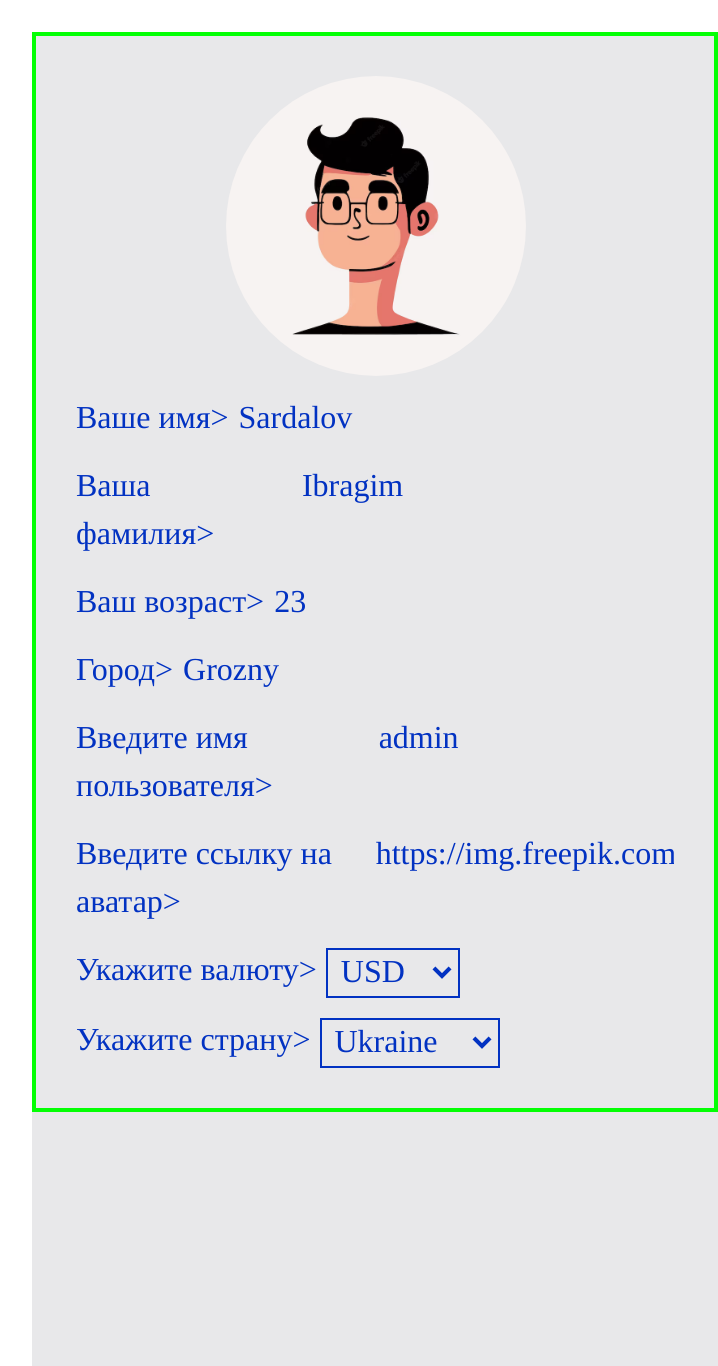 Ваше имя> Sardalov
Ваша Ibragim
фамилия>
Ваш возраст> 23
Город> Grozny
Введите имя admin
пользователя>
Введите ссылку на https://img.freepik.com
аватар>
Укажите валюту> USD
Укажите страну> Ukraine